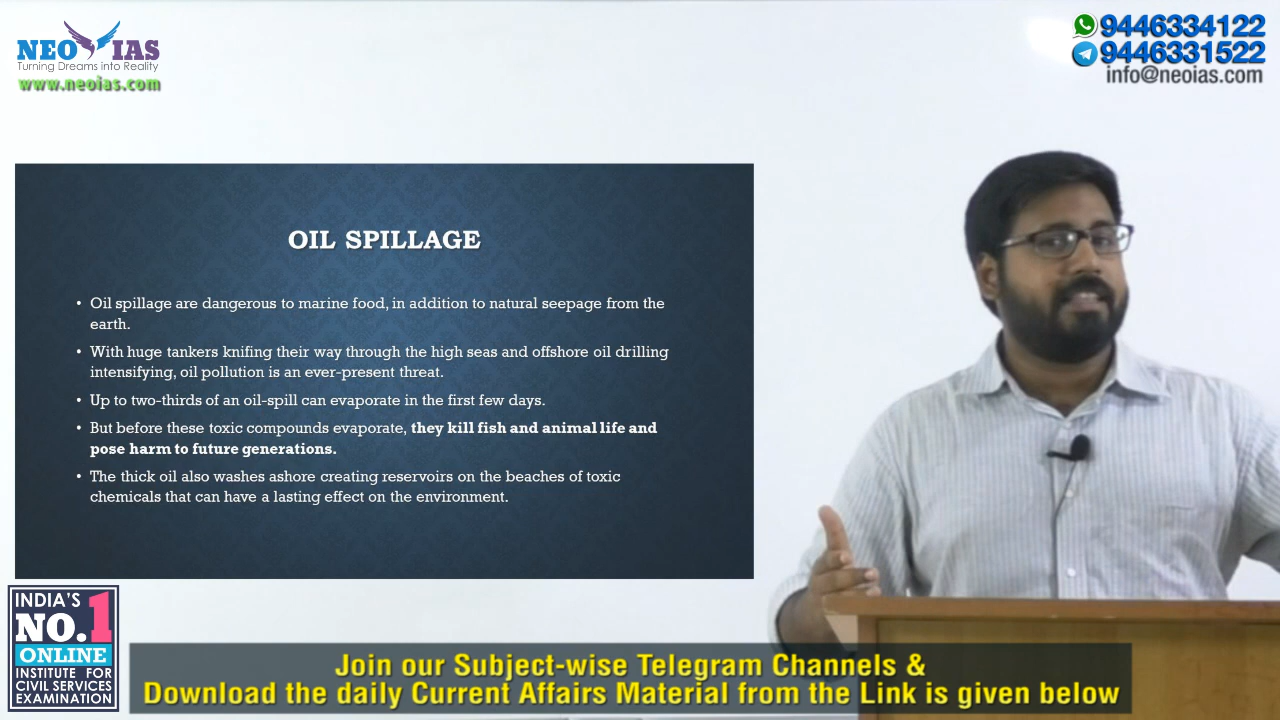 NEO IAS
Turning Dreams into Reality
www.neoias.com
9446334122
9446331522
info@neoias.com
OIL SPILLAGE
• Oil spillage are dangerous to marine food, in addition to natural seepage from the
earth.
• With huge tankers knifing their way through the high seas and offshore oil drilling
intensifying, oil pollution is an ever-present threat.
• Up to two-thirds of an oil-spill can evaporate in the first few days.
• But before these toxic compounds evaporate, they kill fish and animal life and
pose harm to future generations.
• The thick oil also washes ashore creating reservoirs on the beaches of toxic
chemicals that can have a lasting effect on the environment.
INDIA'S
NO.1
ONLINE
INSTITUTE FOR
CIVIL SERVICES
EXAMINATION
Join our Subject-wise Telegram Channels &
Download the daily Current Affairs Material from the Link is given below